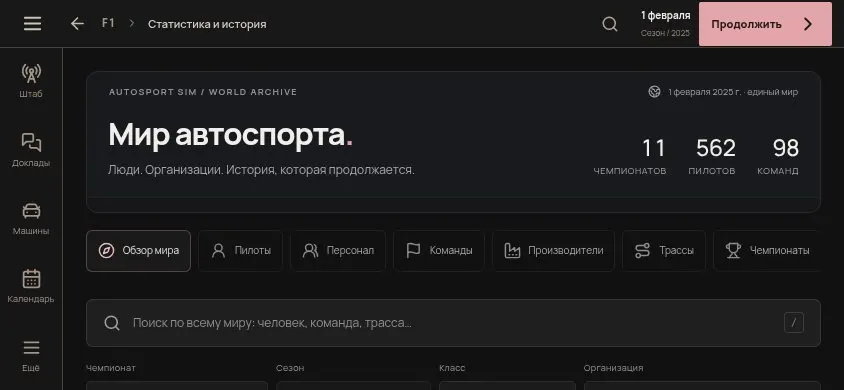 F1 > Статистика и история
1 февраля
Сезон / 2025
Продолжить
Штаб
Доклады
Машины
Календарь
Ещё
AUTOSPORT SIM / WORLD ARCHIVE
1 февраля 2025 г. · единый мир
Мир автоспорта.
Люди. Организации. История, которая продолжается.
11 562 98
ЧЕМПИОНАТОВ ПИЛОТОВ КОМАНД
Обзор мира Пилоты Персонал Команды Производители Трассы Чемпионаты
Поиск по всему миру: человек, команда, трасса... /
Чемпионат Сезон Класс Организация